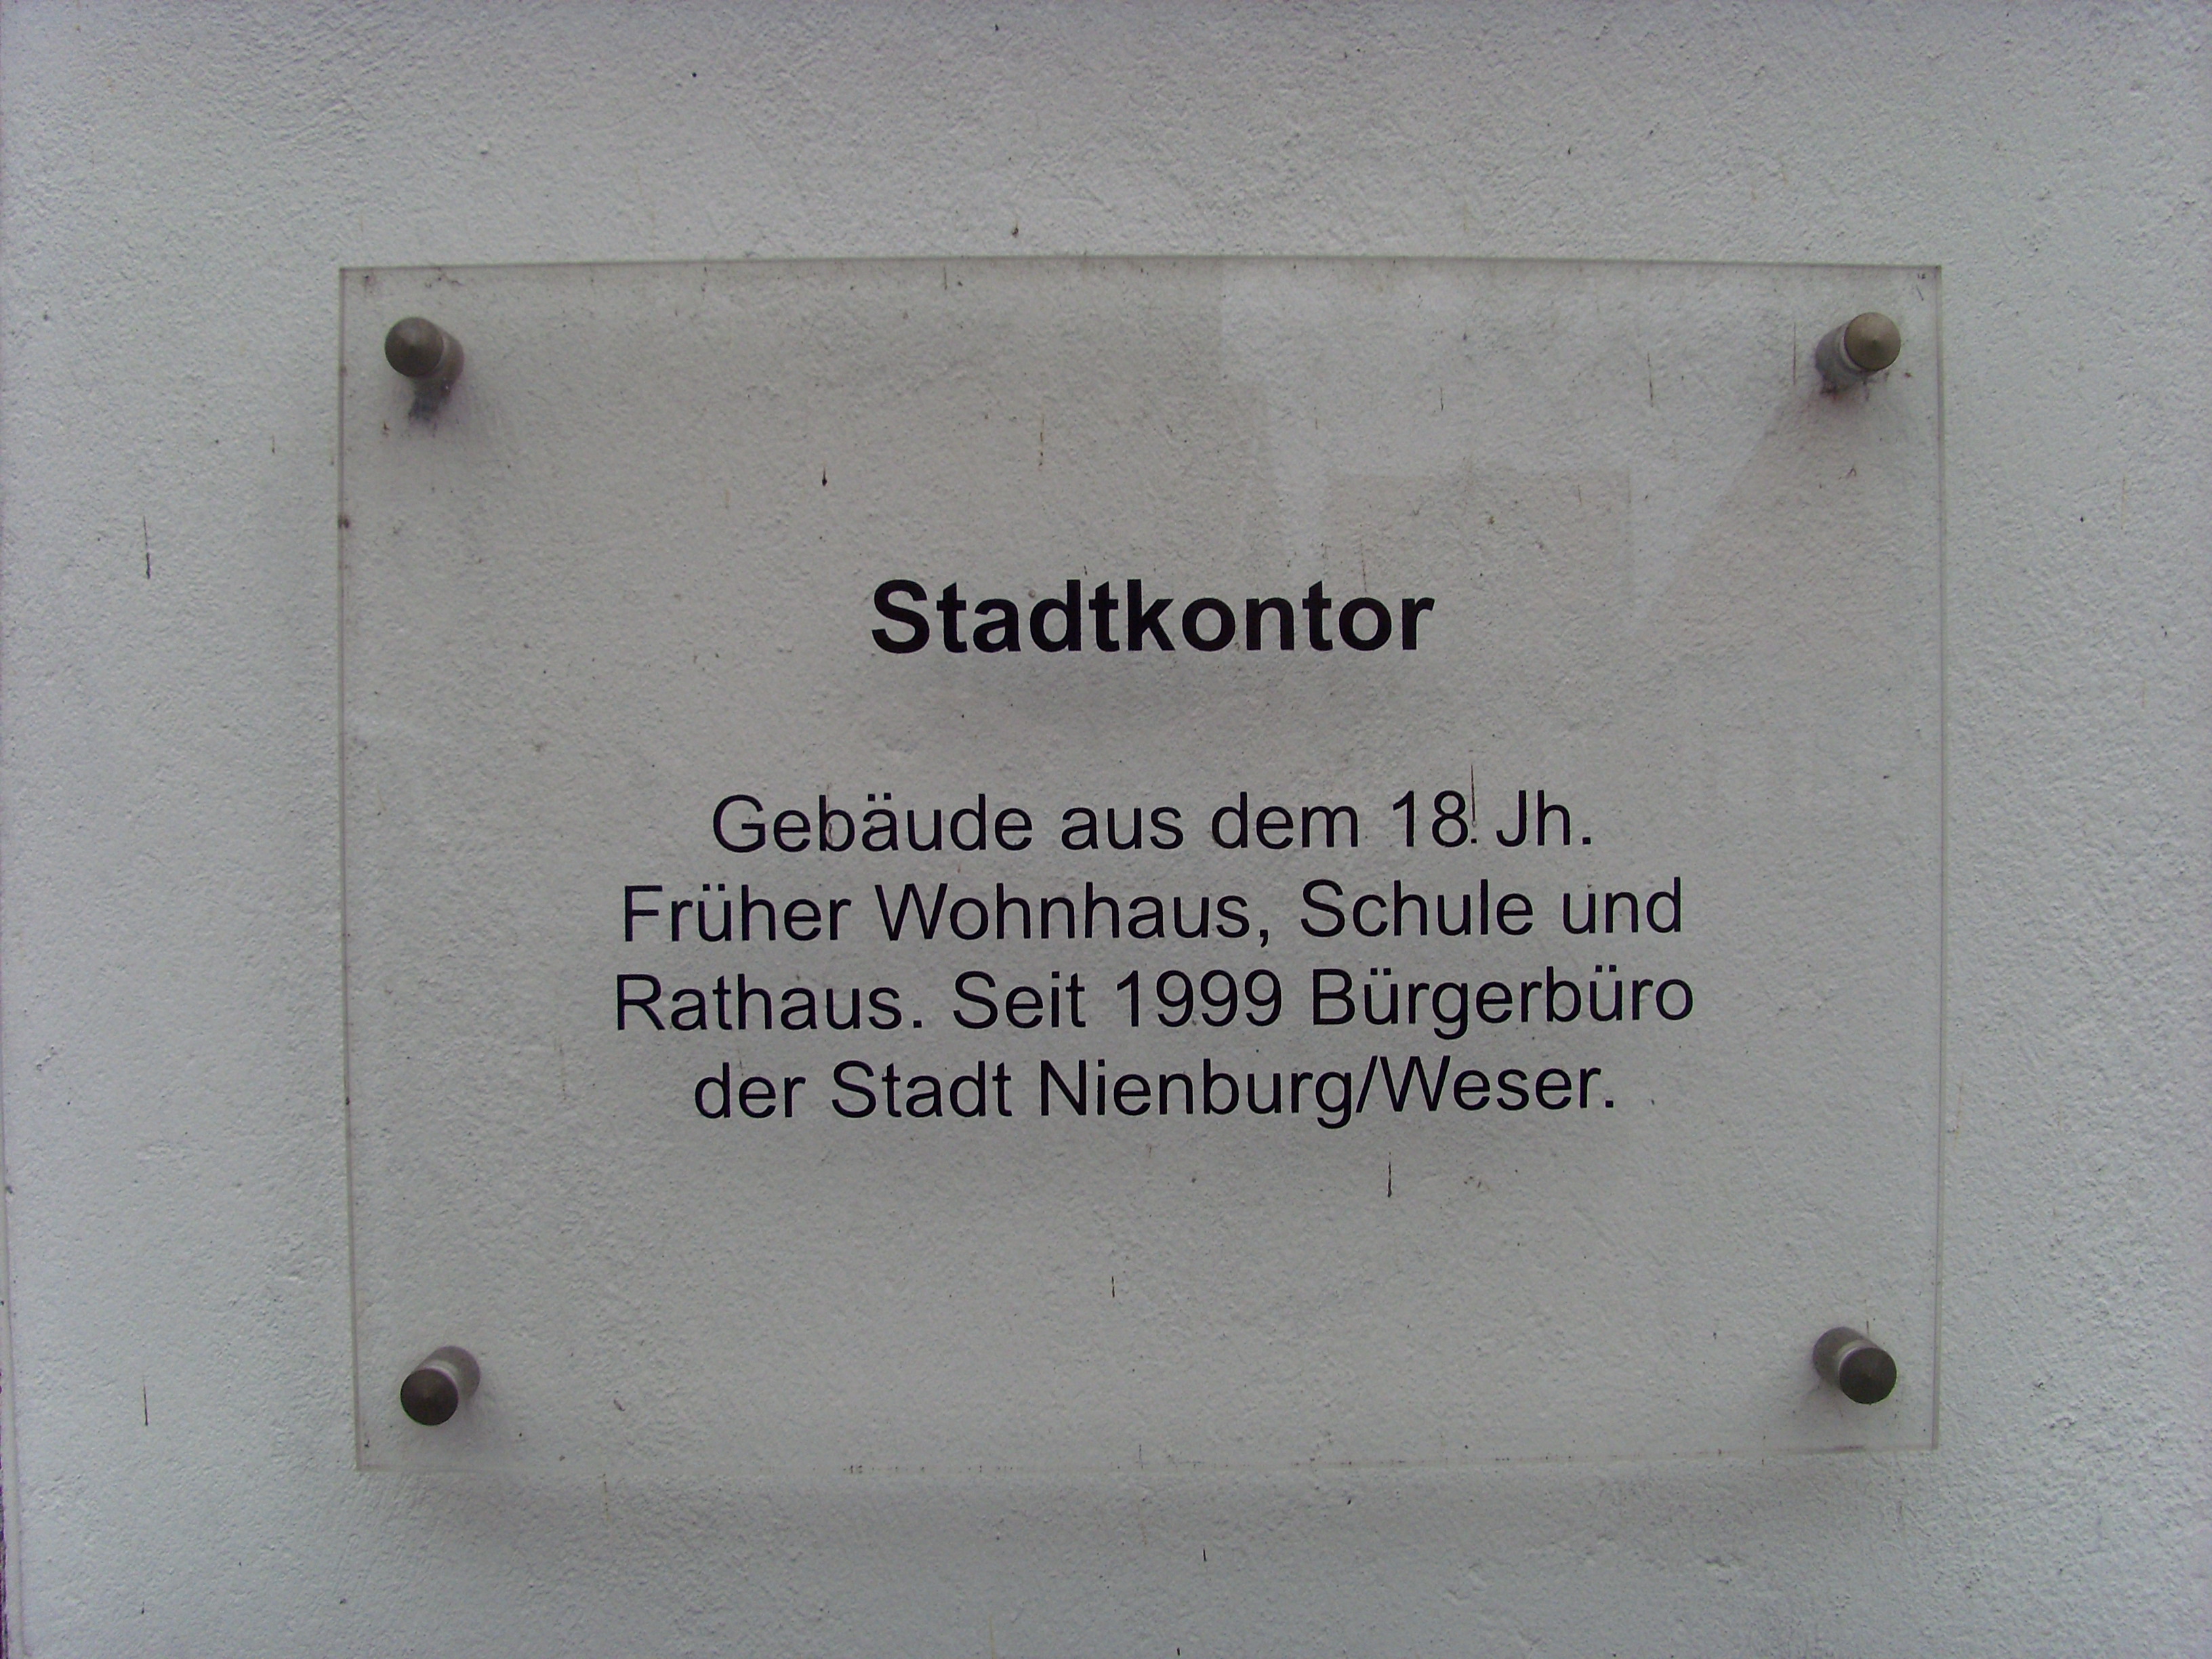 Stadtkontor
Gebäude aus dem 18. Jh.
Früher Wohnhaus, Schule und
Rathaus. Seit 1999 Bürgerbüro
der Stadt Nienburg/Weser.